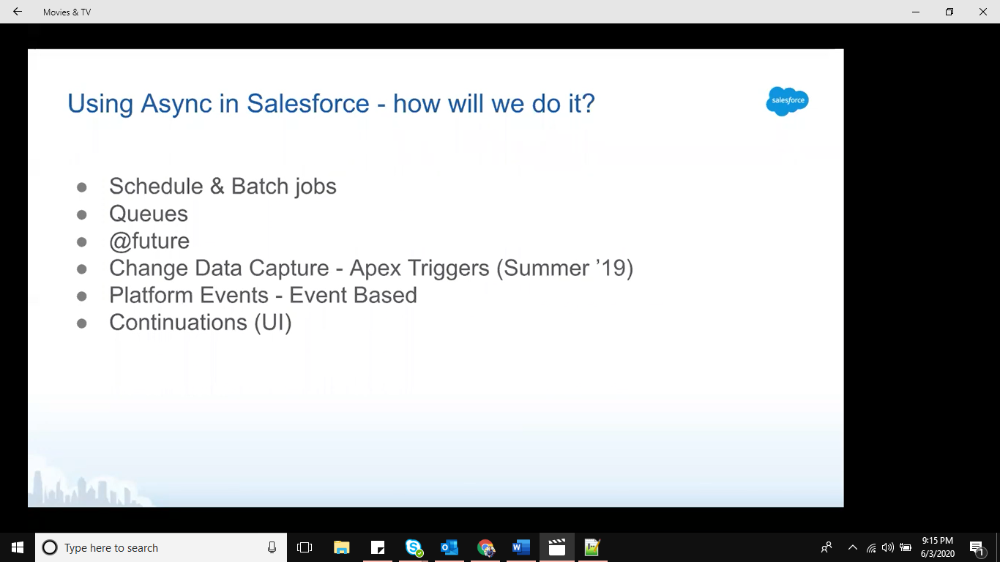 Movies & TV
Using Async in Salesforce - how will we do it?
salesforce
● Schedule & Batch jobs
● Queues
● @future
● Change Data Capture - Apex Triggers (Summer ’19)
● Platform Events - Event Based
● Continuations (UI)
Type here to search
9:15 PM
6/3/2020
1